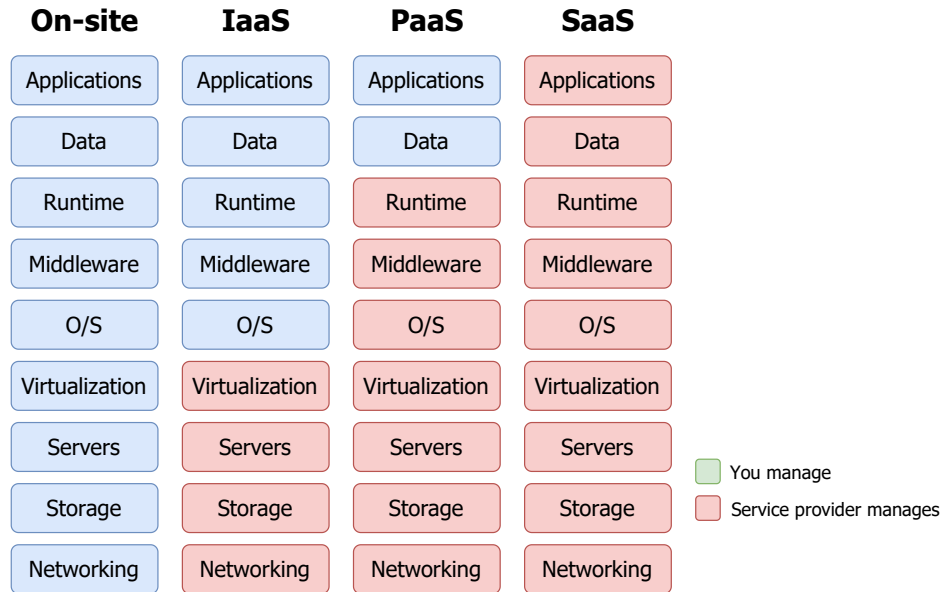 On-site IaaS PaaS SaaS
Applications Applications Applications Applications
Data Data Data Data
Runtime Runtime Runtime Runtime
Middleware Middleware Middleware Middleware
O/S O/S O/S O/S
Virtualization Virtualization Virtualization Virtualization
Servers Servers Servers Servers
You manage
Storage Storage Storage Storage
Service provider manages
Networking Networking Networking Networking